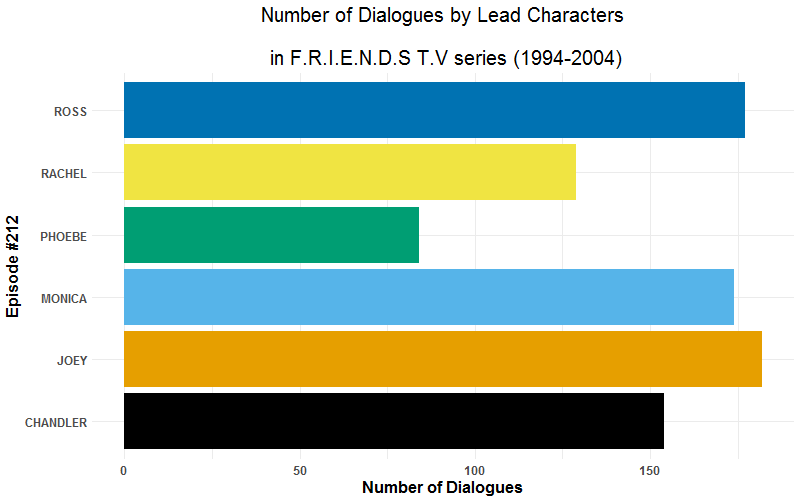 Number of Dialogues by Lead Characters
in F.R.I.E.N.D.S T.V series (1994-2004)
Episode #212
ROSS
RACHEL
PHOEBE
MONICA
JOEY
CHANDLER
0 50 100 150
Number of Dialogues